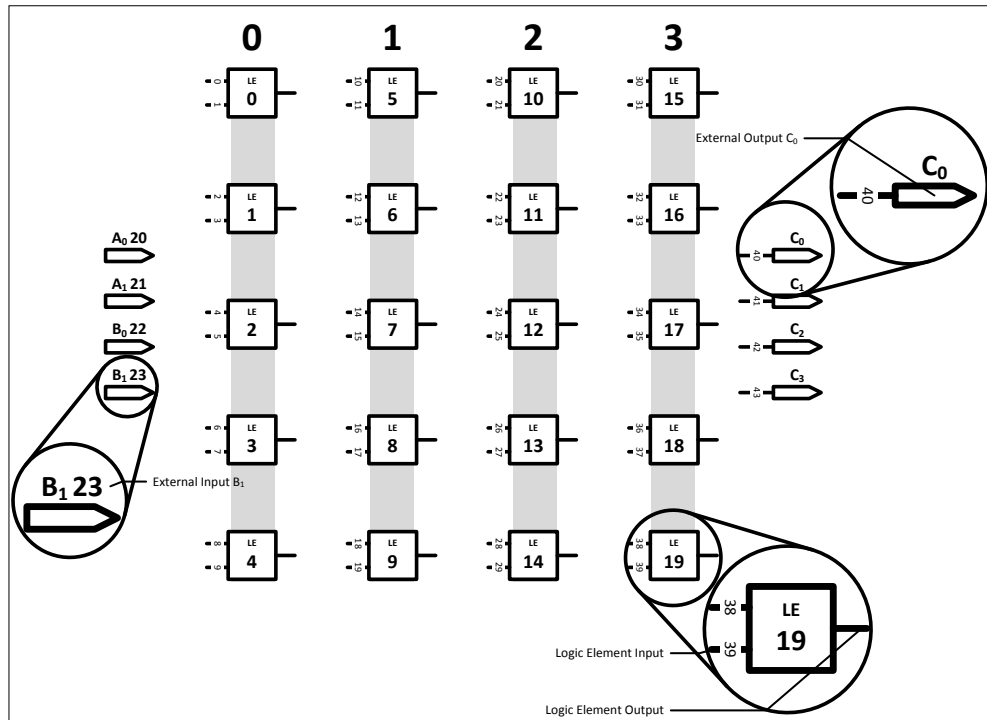 0 1 2 3
0 LE 10 LE 20 LE 30 LE
1 0 11 5 21 10 31 15
External Output C₀
C₀
40
2 LE 12 LE 22 LE 32 LE
3 1 13 6 23 11 33 16
A₀ 20
40 C₀
A₁ 21
41 C₁
4 LE 14 LE 24 LE 34 LE
5 2 15 7 25 12 35 17
B₀ 22
42 C₂
B₁ 23
43 C₃
6 LE 16 LE 26 LE 36 LE
7 3 17 8 27 13 37 18
B₁ 23
External Input B₁
8 LE 18 LE 28 LE 38 LE
9 4 19 9 29 14 39 19
38 LE
39 19
Logic Element Input
Logic Element Output